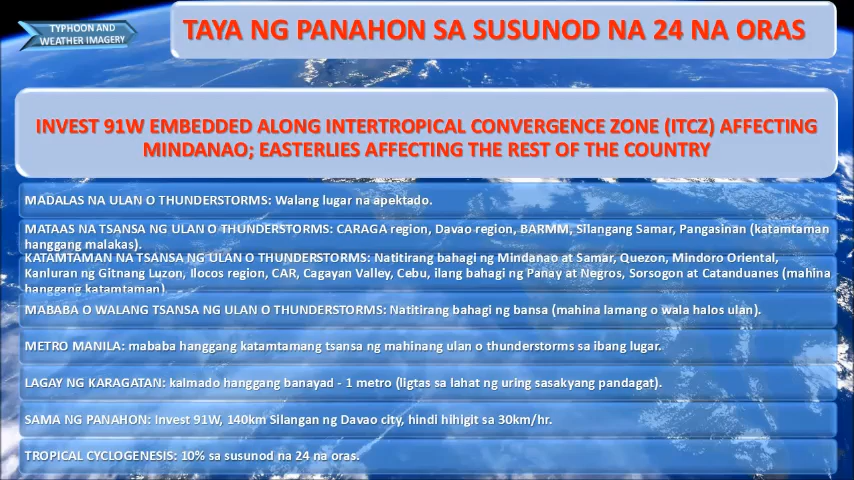 TYPHOON AND
WEATHER IMAGERY
TAYA NG PANAHON SA SUSUNOD NA 24 NA ORAS
INVEST 91W EMBEDDED ALONG INTERTROPICAL CONVERGENCE ZONE (ITCZ) AFFECTING
MINDANAO; EASTERLIES AFFECTING THE REST OF THE COUNTRY
MADALAS NA ULAN O THUNDERSTORMS: Walang lugar na apektado.
MATAAS NA TSANSA NG ULAN O THUNDERSTORMS: CARAGA region, Davao region, BARMM, Silangang Samar, Pangasinan (katamtaman
hanggang malakas).
KATAMTAMAN NA TSANSA NG ULAN O THUNDERSTORMS: Natitirang bahagi ng Mindanao at Samar, Quezon, Mindoro Oriental,
Kanluran ng Gitnang Luzon, Ilocos region, CAR, Cagayan Valley, Cebu, ilang bahagi ng Panay at Negros, Sorsogon at Catanduanes (mahina
hanggang katamtaman)
MABABA O WALANG TSANSA NG ULAN O THUNDERSTORMS: Natitirang bahagi ng bansa (mahina lamang o wala halos ulan).
METRO MANILA: mababa hanggang katamtamang tsansa ng mahinang ulan o thunderstorms sa ibang lugar.
LAGAY NG KARAGATAN: kalmado hanggang banayad - 1 metro (ligtas sa lahat ng uring sasakyang pandagat).
SAMA NG PANAHON: Invest 91W, 140km Silangan ng Davao city, hindi hihigit sa 30km/hr.
TROPICAL CYCLOGENESIS: 10% sa susunod na 24 na oras.